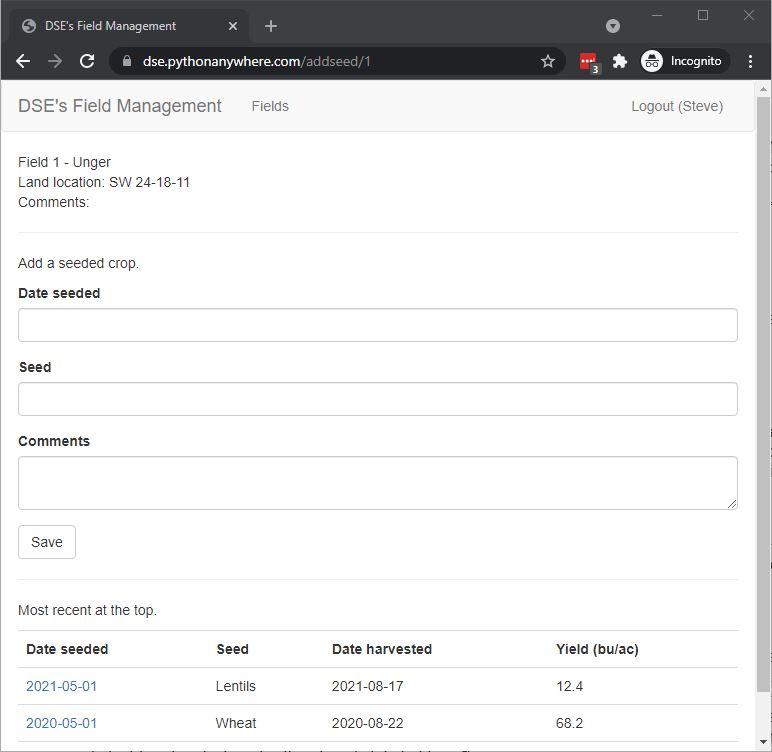 DSE's Field Management
dse.pythonanywhere.com/addseed/1
3
Incognito
DSE's Field Management Fields Logout (Steve)
Field 1 - Unger
Land location: SW 24-18-11
Comments:
Add a seeded crop.
Date seeded
Seed
Comments
Save
Most recent at the top.
Date seeded Seed Date harvested Yield (bu/ac)
2021-05-01 Lentils 2021-08-17 12.4
2020-05-01 Wheat 2020-08-22 68.2